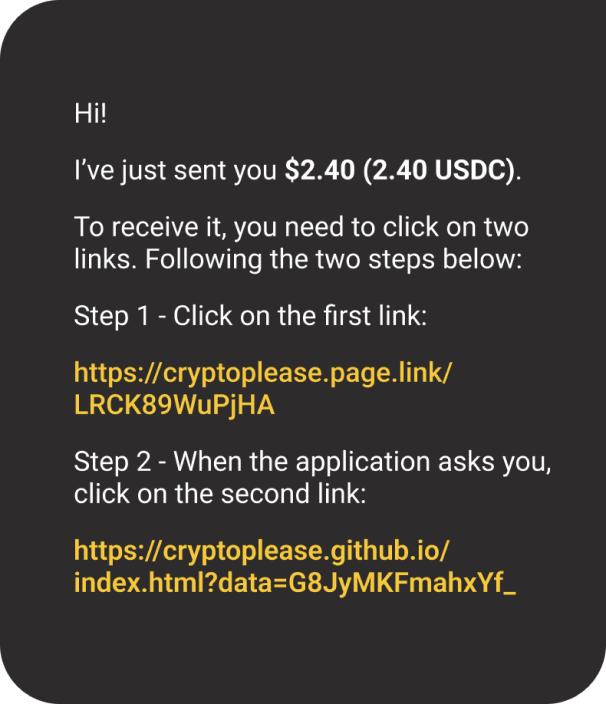 Hi!
I’ve just sent you $2.40 (2.40 USDC).
To receive it, you need to click on two
links. Following the two steps below:
Step 1 - Click on the first link:
https://cryptoplease.page.link/
LRCK89WuPjHA
Step 2 - When the application asks you,
click on the second link:
https://cryptoplease.github.io/
index.html?data=G8JyMKFmahxYf_